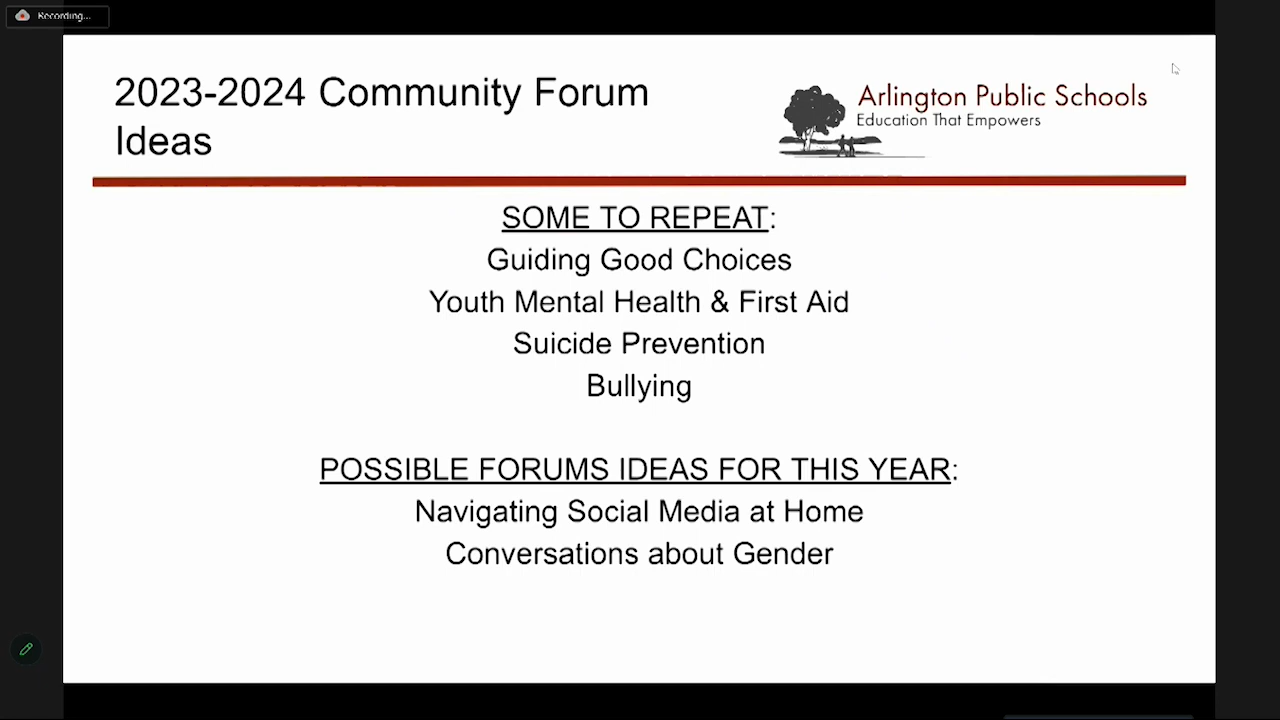 Recording...
2023-2024 Community Forum
Ideas
Arlington Public Schools
Education That Empowers
SOME TO REPEAT:
Guiding Good Choices
Youth Mental Health & First Aid
Suicide Prevention
Bullying
POSSIBLE FORUMS IDEAS FOR THIS YEAR:
Navigating Social Media at Home
Conversations about Gender